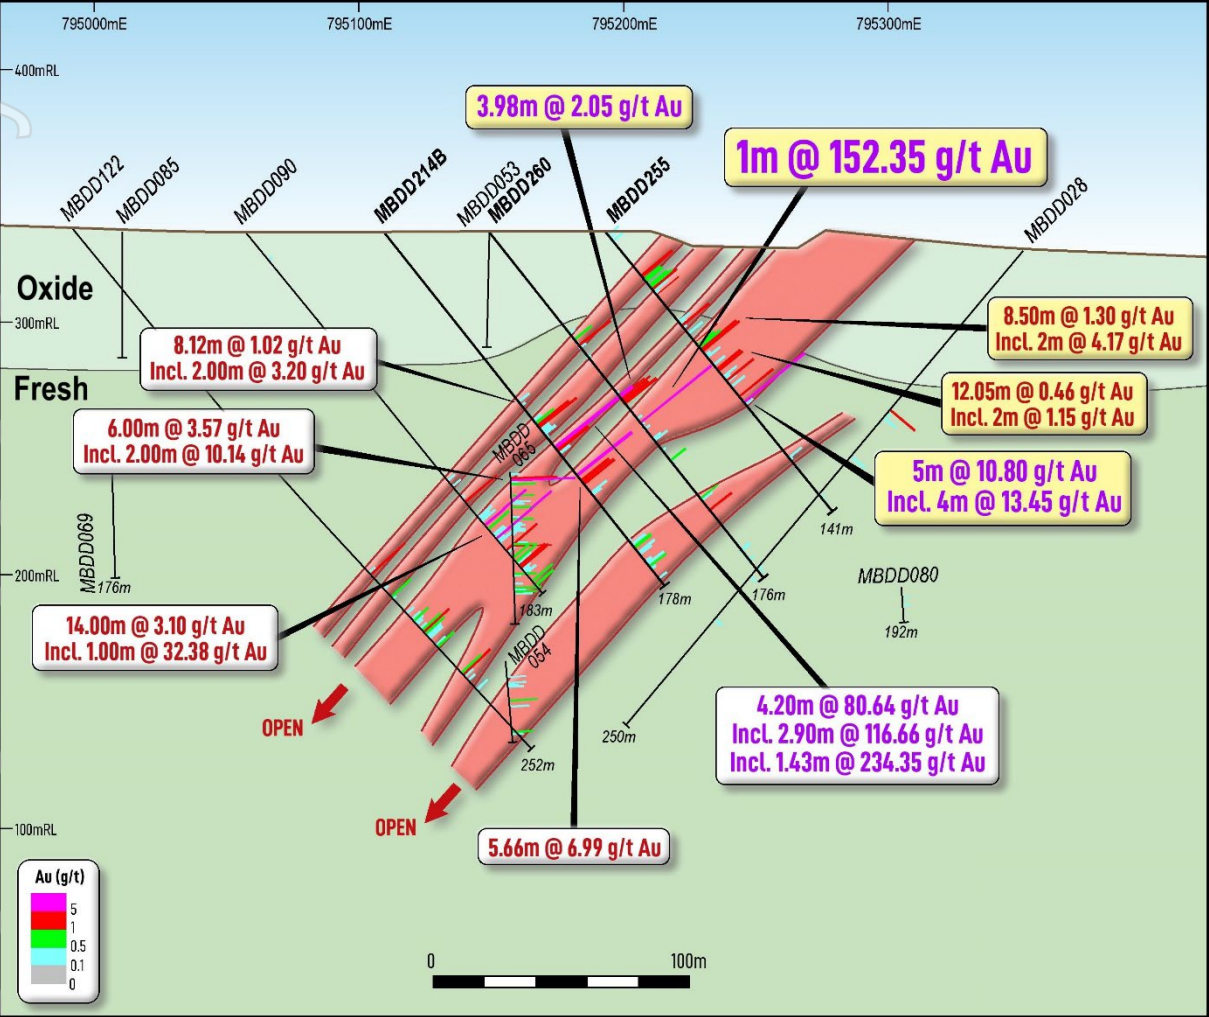 795000mE
795100mE
795200mE
795300mE
400mRL
3.98m @ 2.05 g/t Au
1m @ 152.35 g/t Au
MBDD122
MBDD085
MBDD090
MBDD214B
MBDD053
MBDD260
MBDD255
MBDD028
Oxide
300mRL
8.50m @ 1.30 g/t Au
Incl. 2m @ 4.17 g/t Au
8.12m @ 1.02 g/t Au
Incl. 2.00m @ 3.20 g/t Au
Fresh
12.05m @ 0.46 g/t Au
Incl. 2m @ 1.15 g/t Au
6.00m @ 3.57 g/t Au
Incl. 2.00m @ 10.14 g/t Au
MBDD
065
5m @ 10.80 g/t Au
Incl. 4m @ 13.45 g/t Au
141m
MBDD069
200mRL
176m
183m
178m
176m
MBDD080
192m
14.00m @ 3.10 g/t Au
Incl. 1.00m @ 32.38 g/t Au
MBDD
054
OPEN
250m
252m
4.20m @ 80.64 g/t Au
Incl. 2.90m @ 116.66 g/t Au
Incl. 1.43m @ 234.35 g/t Au
100mRL
OPEN
5.66m @ 6.99 g/t Au
Au (g/t)
5
1
0.5
0.1
0
0
100m